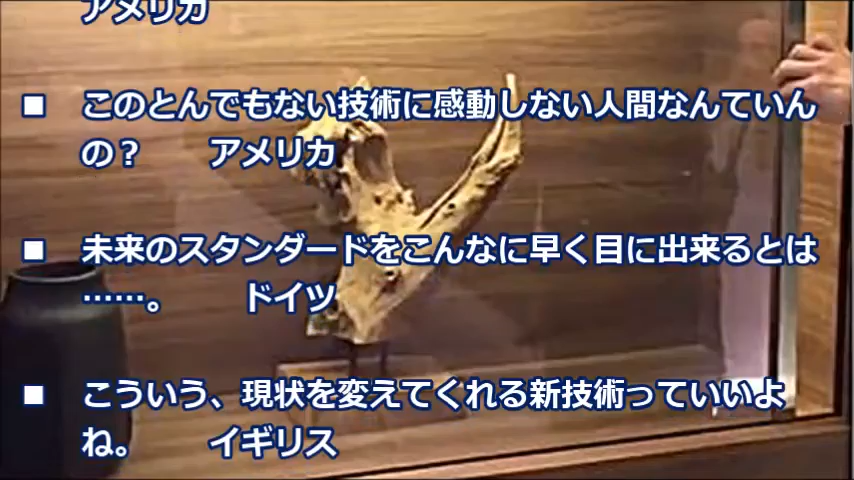 アメリカ
■ このとんでもない技術に感動しない人間なんていん
の？ アメリカ
■ 未来のスタンダードをこんなに早く目に出来るとは
……。 ドイツ
■ こういう、現状を変えてくれる新技術っていいよ
ね。 イギリス